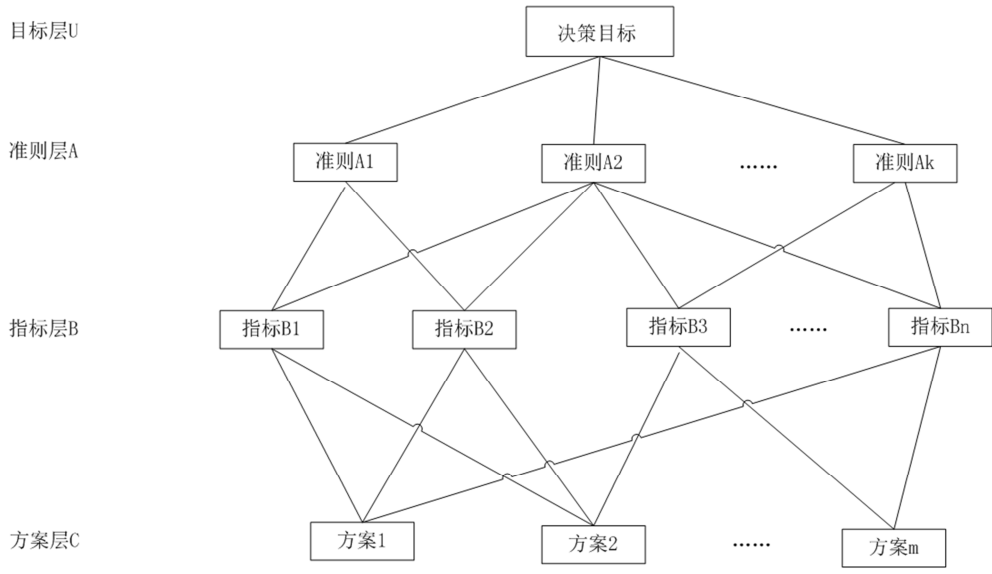 目标层U
决策目标
准则层A
准则A1
准则A2
……
准则Ak
指标层B
指标B1
指标B2
指标B3
……
指标Bn
方案层C
方案1
方案2
……
方案m